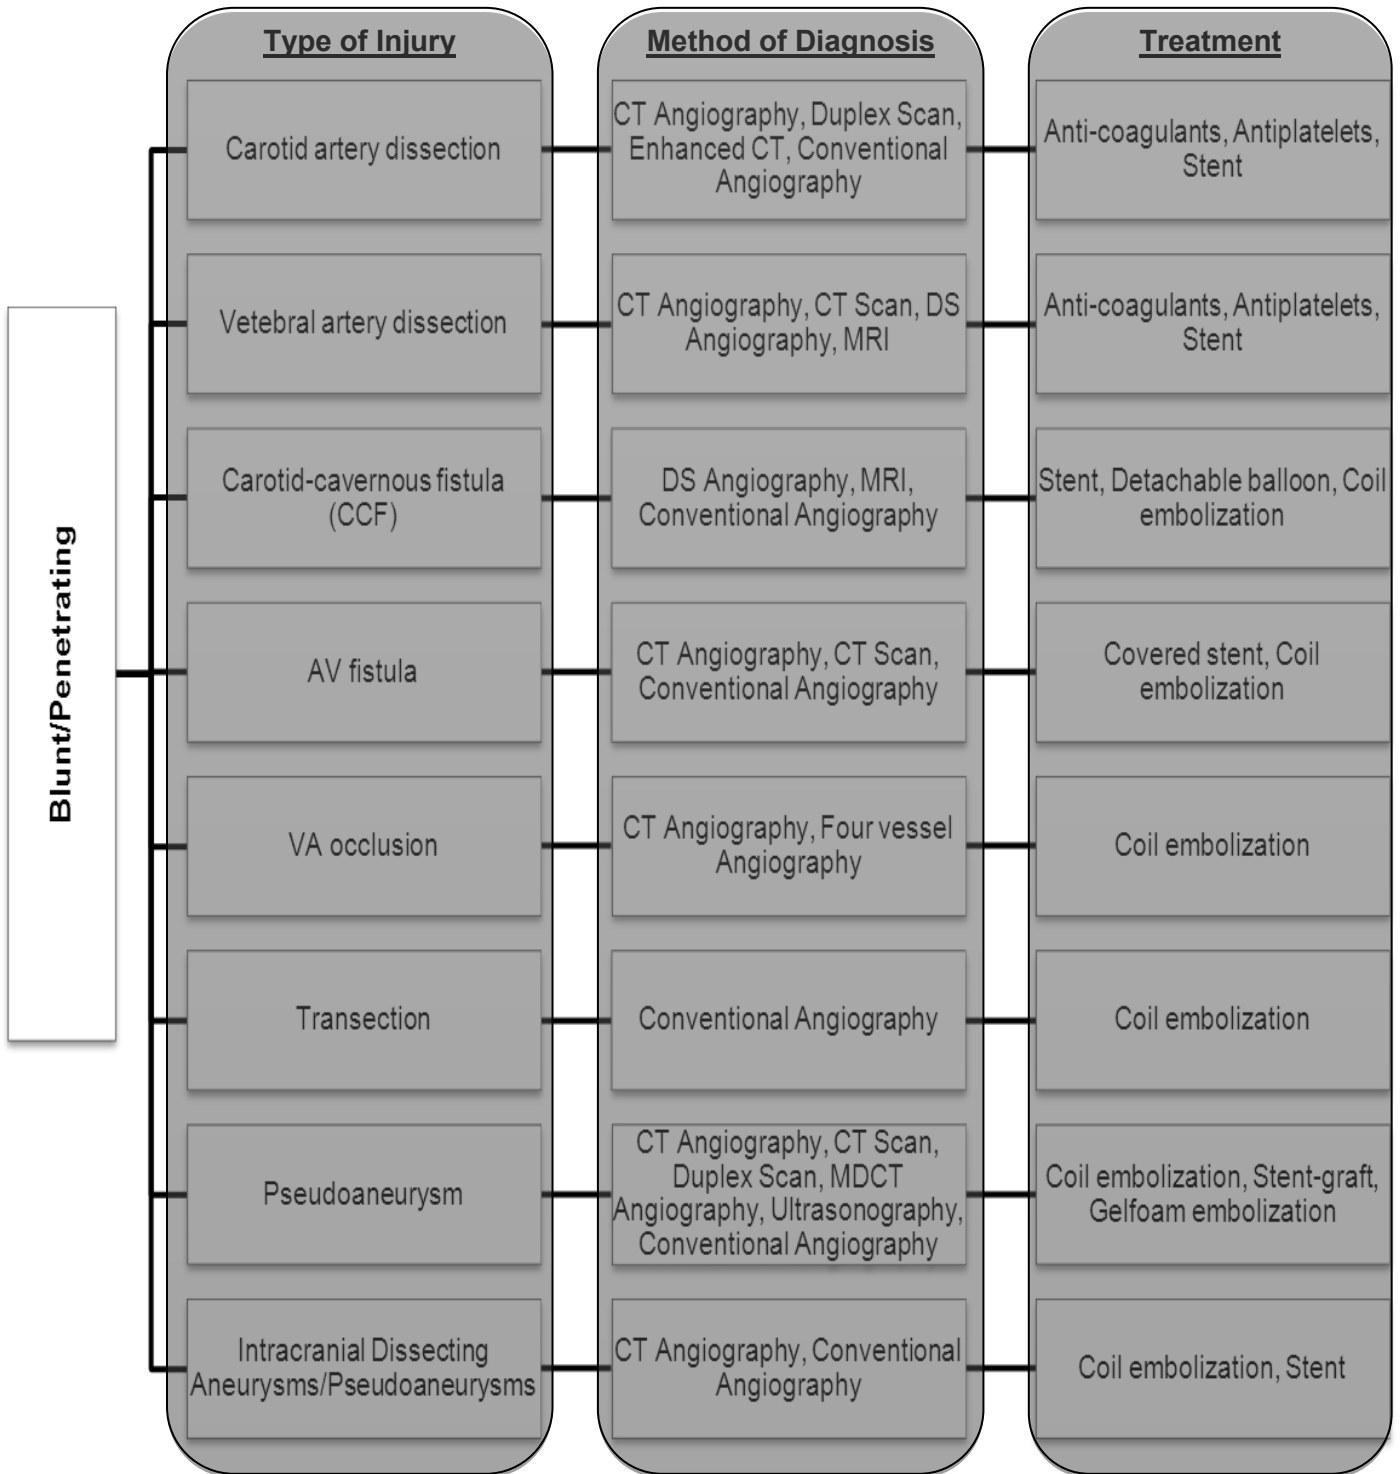 Type of Injury
Method of Diagnosis
Treatment
Blunt/Penetrating
Carotid artery dissection
CT Angiography, Duplex Scan,
Enhanced CT, Conventional
Angiography
Anti-coagulants, Antiplatelets,
Stent
Vetebral artery dissection
CT Angiography, CT Scan, DS
Angiography, MRI
Anti-coagulants, Antiplatelets,
Stent
Carotid-cavernous fistula
(CCF)
DS Angiography, MRI,
Conventional Angiography
Stent, Detachable balloon, Coil
embolization
AV fistula
CT Angiography, CT Scan,
Conventional Angiography
Covered stent, Coil
embolization
VA occlusion
CT Angiography, Four vessel
Angiography
Coil embolization
Transection
Conventional Angiography
Coil embolization
Pseudoaneurysm
CT Angiography, CT Scan,
Duplex Scan, MDCT
Angiography, Ultrasonography,
Conventional Angiography
Coil embolization, Stent-graft,
Gelfoam embolization
Intracranial Dissecting
Aneurysms/Pseudoaneurysms
CT Angiography, Conventional
Angiography
Coil embolization, Stent